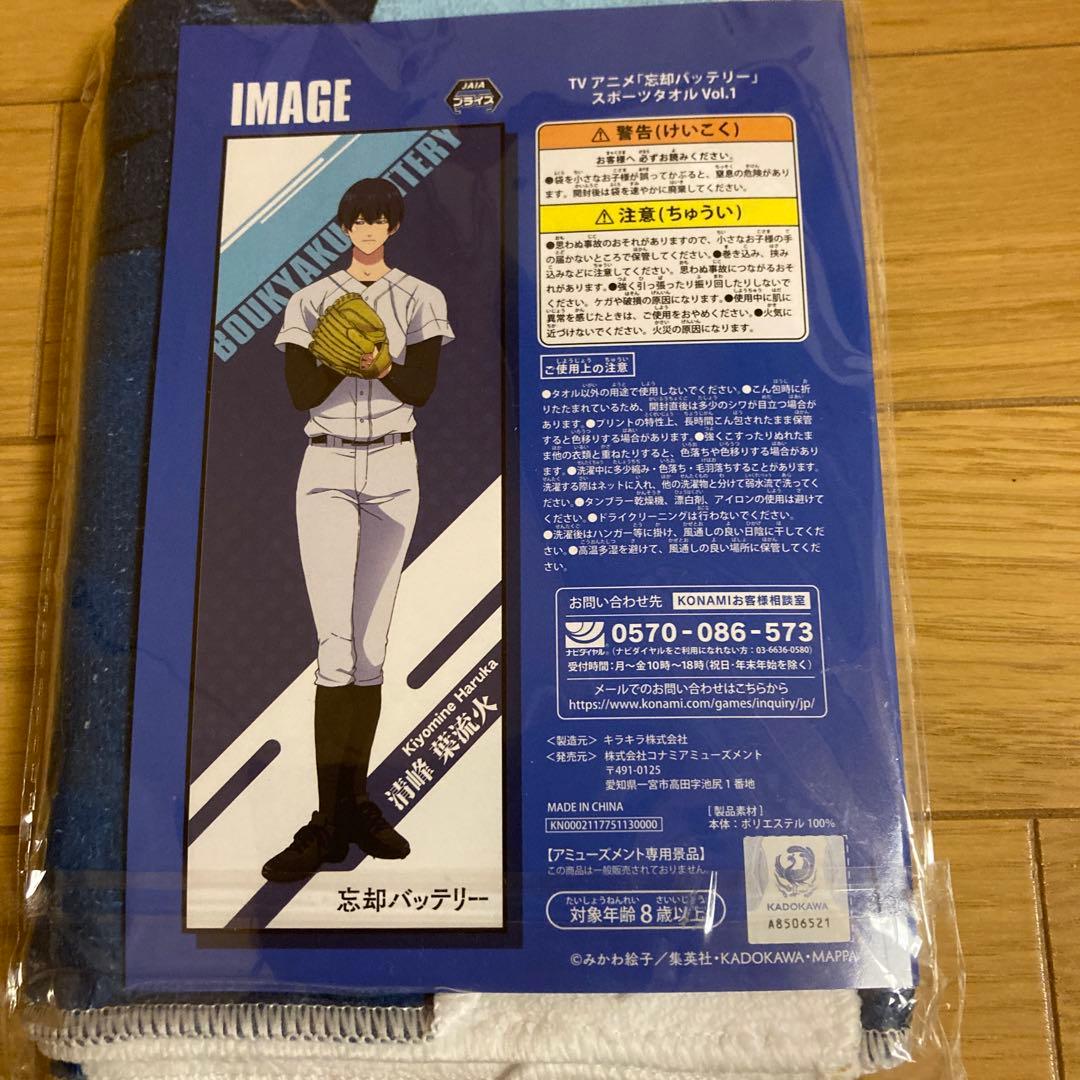 IMAGE
JAIA
プライズ
BOUKYAKU
TTERY
Kiyomine Haruka
清峰 葉流火
忘却バッテリー
TVアニメ「忘却バッテリー」
スポーツタオル Vol.1
⚠ 警告(けいこく)
お客様へ 必ずお読みください。
●袋を小さなお子様が誤ってかぶると、窒息の危険があり
ます。開封後は袋を速やかに廃棄してください。
⚠ 注意(ちゅうい)
●思わぬ事故のおそれがありますので、小さなお子様の手
の届かないところで保管してください。●巻き込み、挟み
込みなどに注意してください。思わぬ事故につながるおそ
れがあります。●強く引っ張ったり振り回したりしないで
ください。ケガや破損の原因になります。●使用中に肌に
異常を感じたときは、ご使用をおやめください。●火気に
近づけないでください。火災の原因になります。
ご使用上の注意
●タオル以外の用途で使用しないでください。●こん包時に折
りたたまれているため、開封直後は多少のシワが目立つ場合が
あります。●プリントの特性上、長時間こん包されたまま保管
すると色移りする場合があります。●強くこすったりぬれたま
ま他の衣類と重ねたりすると、色落ちや色移りする場合があり
ます。●洗濯中に多少縮み・色落ち・毛羽落ちすることがあります。
洗濯する際はネットに入れ、他の洗濯物と分けて弱水流で洗ってく
ださい。●タンブラー乾燥機、漂白剤、アイロンの使用は避けて
ください。●ドライクリーニングは行わないでください。
●洗濯後はハンガー等に掛け、風通しの良い日陰に干してくださ
い。●高温多湿を避けて、風通しの良い場所に保管してくださ
い。
お問い合わせ先 KONAMIお客様相談室
ナビダイヤル® 0570-086-573
(ナビダイヤルをご利用になれない方：03-6636-0580)
受付時間：月〜金10時〜18時(祝日・年末年始を除く)
メールでのお問い合わせはこちらから
https://www.konami.com/games/inquiry/jp/
＜製造元＞ キラキラ株式会社
＜発売元＞ 株式会社コナミアミューズメント
〒491-0125
愛知県一宮市高田字池尻1番地
MADE IN CHINA
KN0002117751130000
[製品素材]
本体：ポリエステル 100%
【アミューズメント専用景品】
この商品は一般販売されておりません。
対象年齢 8歳以上
KADOKAWA
A8506521
©みかわ絵子／集英社・KADOKAWA・MAPPA